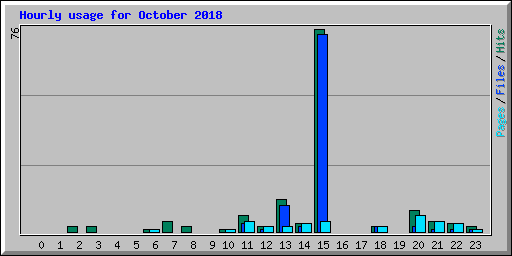 Hourly usage for October 2018
76
Pages/Files/Hits
0 1 2 3 4 5 6 7 8 9 10 11 12 13 14 15 16 17 18 19 20 21 22 23